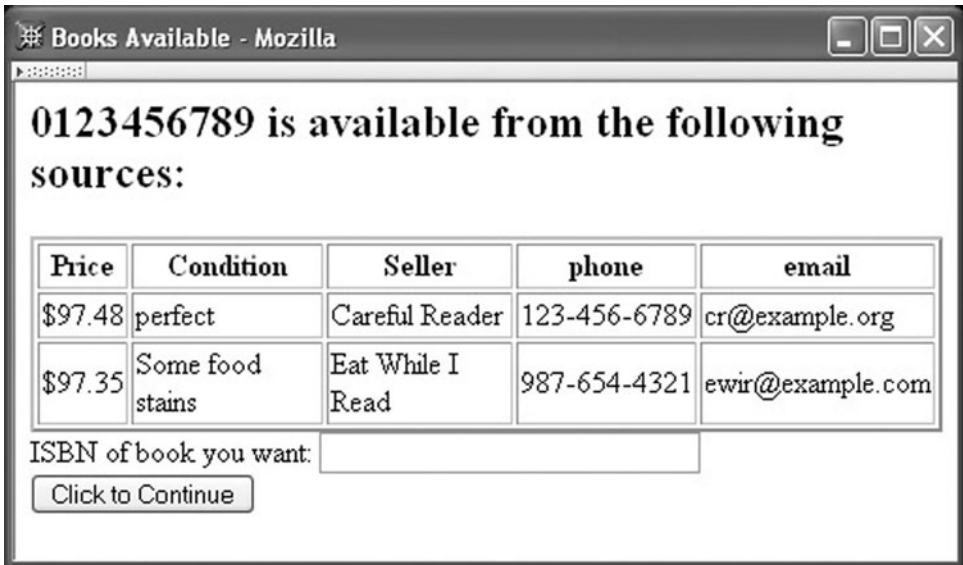 Books Available - Mozilla
0123456789 is available from the following
sources:
Price Condition Seller phone email
$97.48 perfect Careful Reader 123-456-6789 cr@example.org
$97.35 Some food stains Eat While I Read 987-654-4321 ewir@example.com
ISBN of book you want:
Click to Continue